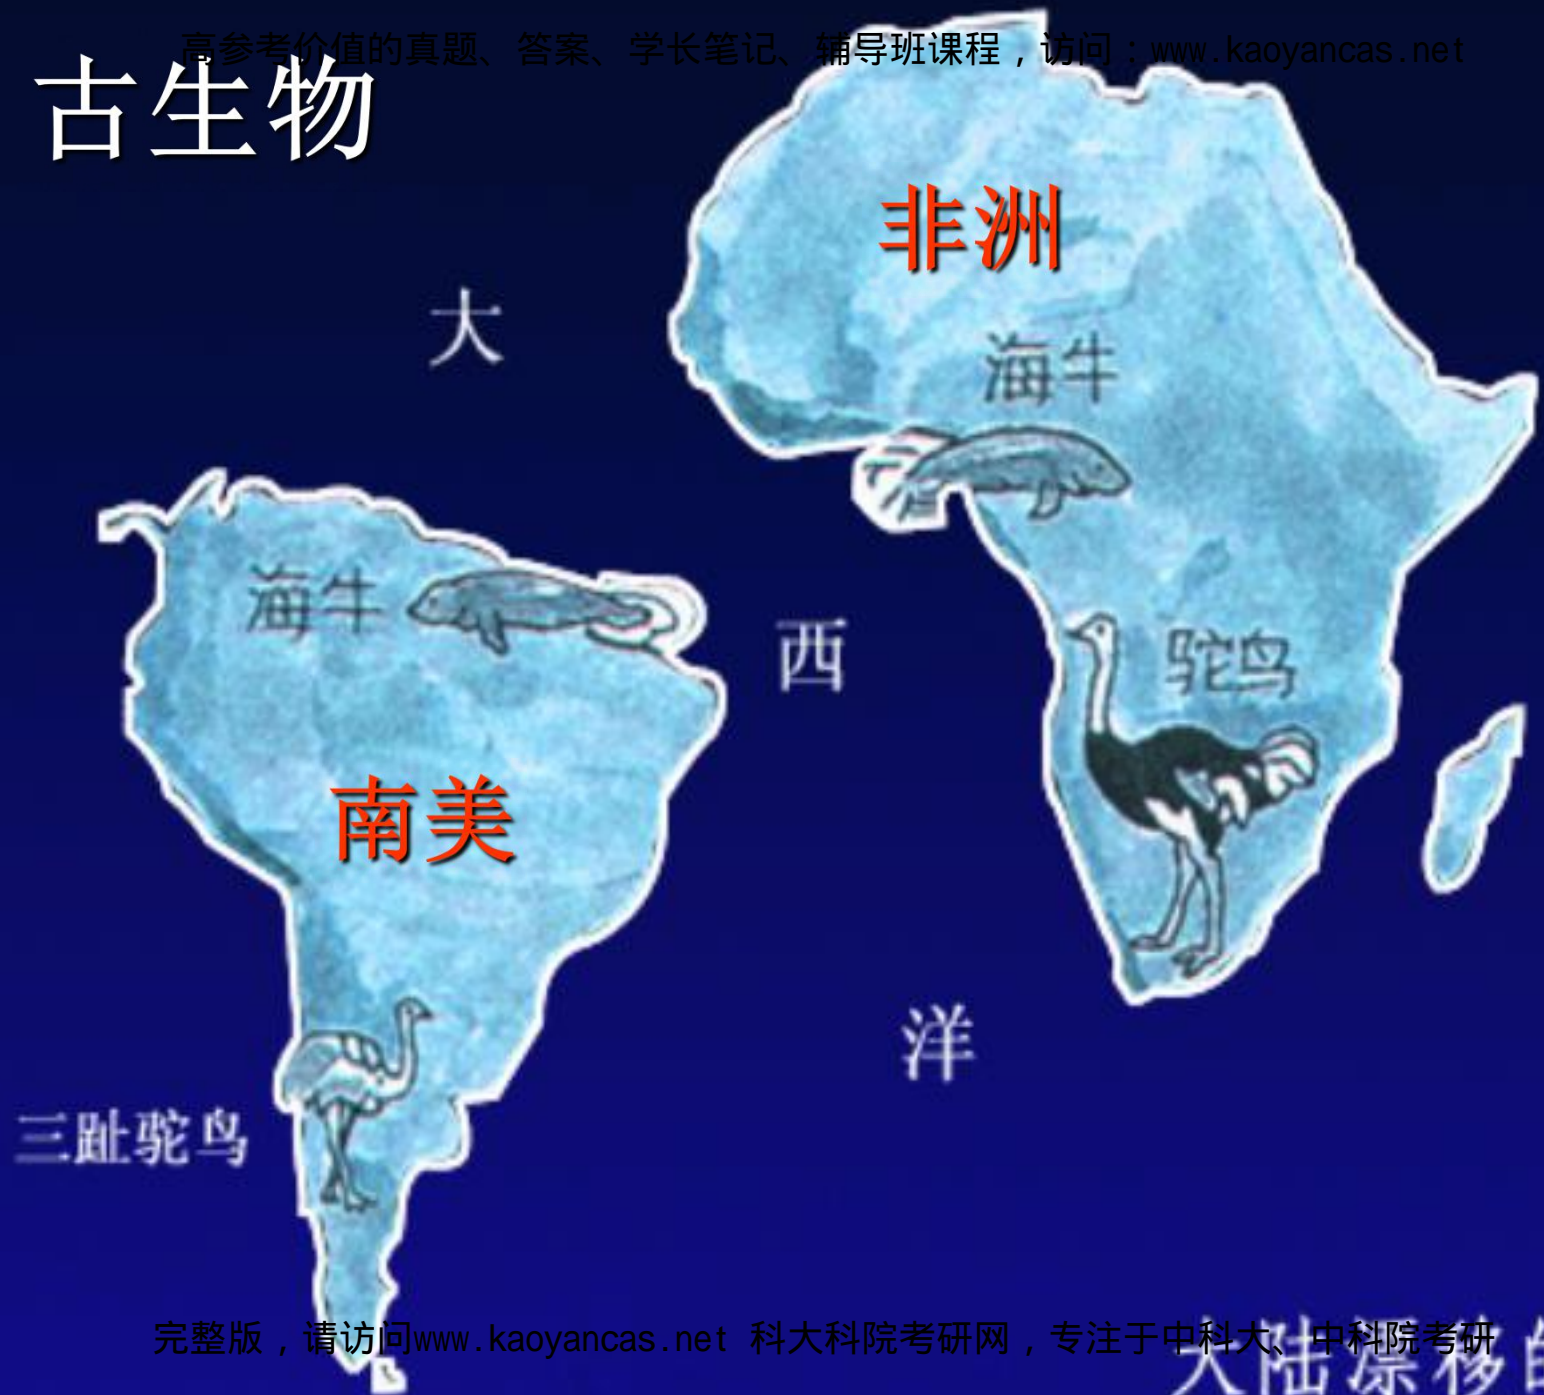 高参考价值的真题、答案、学长笔记、辅导班课程，访问：www.kaoyancas.net
古生物
非洲
大
海牛
海牛
西
驼鸟
南美
洋
三趾驼鸟
完整版，请访问www.kaoyancas.net 科大科院考研网，专注于中科大、中科院考研
大陆漂移的